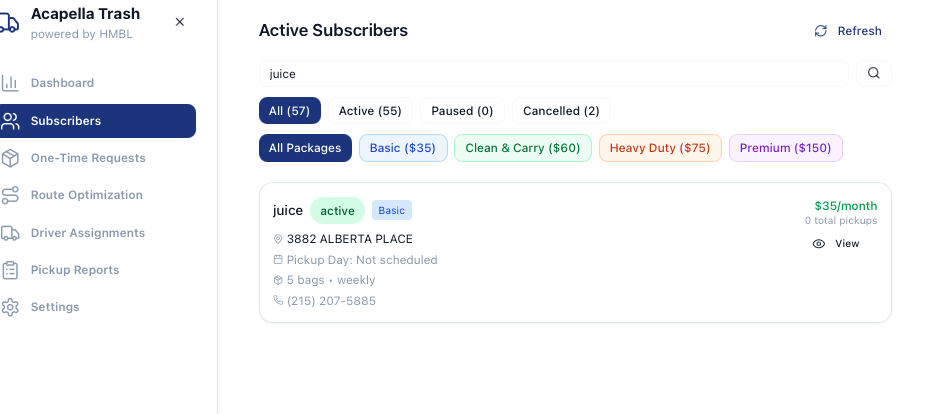 Acapella Trash
powered by HMBL
Dashboard
Subscribers
One-Time Requests
Route Optimization
Driver Assignments
Pickup Reports
Settings
Active Subscribers
Refresh
juice
All (57) Active (55) Paused (0) Cancelled (2)
All Packages Basic ($35) Clean & Carry ($60) Heavy Duty ($75) Premium ($150)
juice active Basic
$35/month
0 total pickups
View
3882 ALBERTA PLACE
Pickup Day: Not scheduled
5 bags • weekly
(215) 207-5885